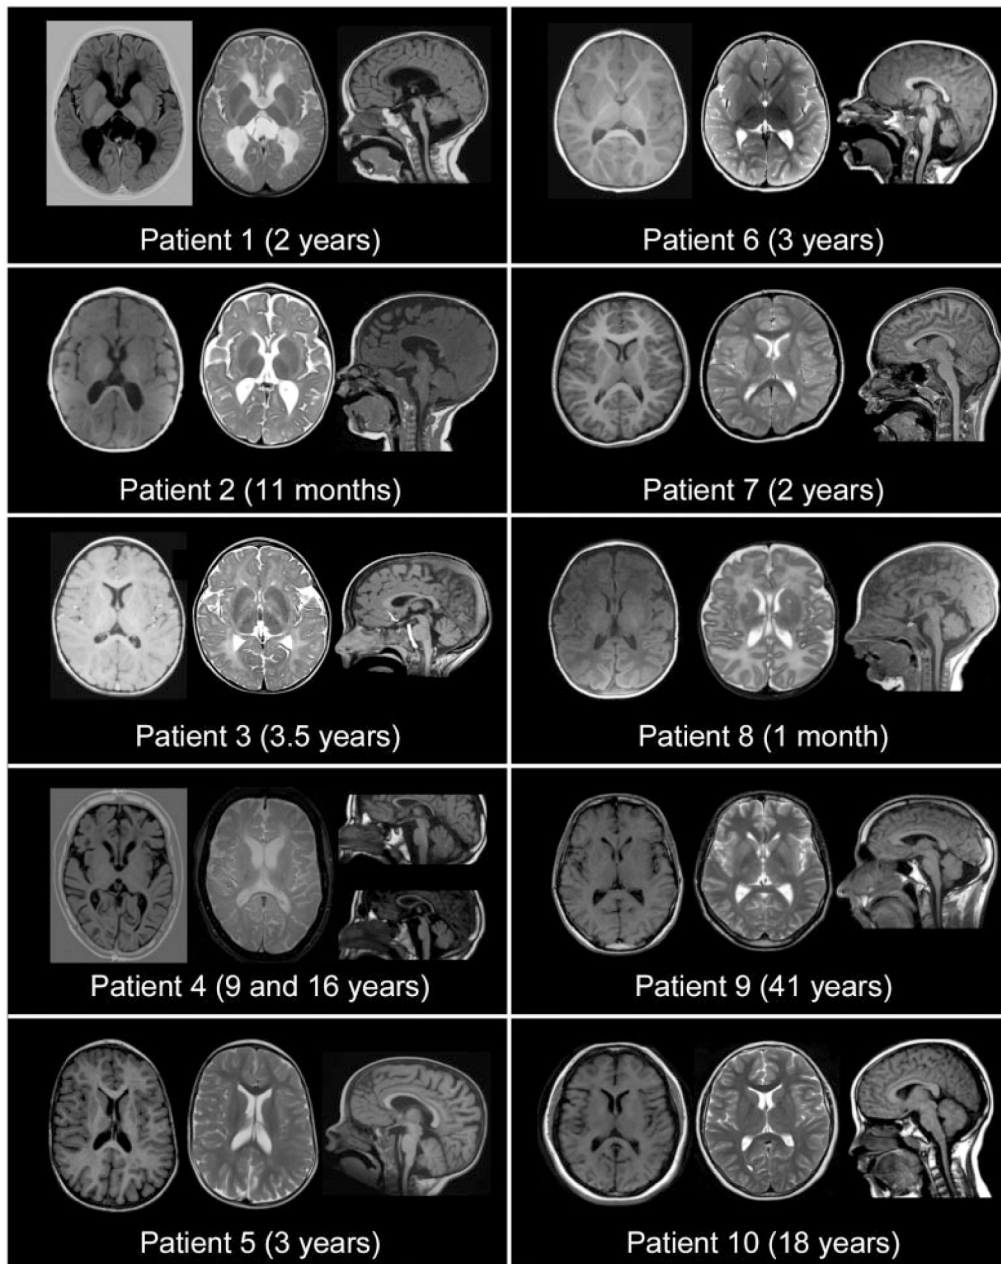 Patient 1 (2 years)
Patient 6 (3 years)
Patient 2 (11 months)
Patient 7 (2 years)
Patient 3 (3.5 years)
Patient 8 (1 month)
Patient 4 (9 and 16 years)
Patient 9 (41 years)
Patient 5 (3 years)
Patient 10 (18 years)